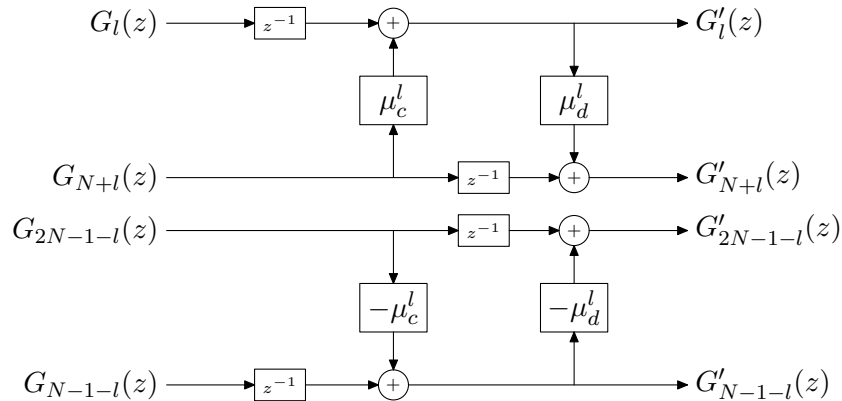 G_l(z) z^{-1} + G'_l(z)
μ_c^l μ_d^l
G_{N+l}(z) z^{-1} + G'_{N+l}(z)
G_{2N-1-l}(z) z^{-1} + G'_{2N-1-l}(z)
-μ_c^l -μ_d^l
G_{N-1-l}(z) z^{-1} + G'_{N-1-l}(z)